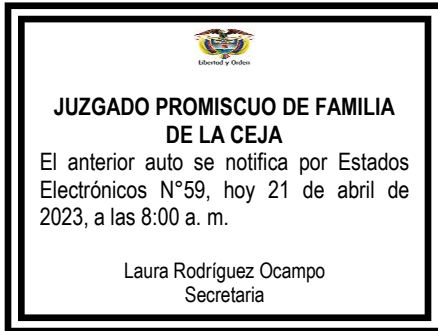 Libertad y Orden
JUZGADO PROMISCUO DE FAMILIA
DE LA CEJA
El anterior auto se notifica por Estados
Electrónicos N°59, hoy 21 de abril de
2023, a las 8:00 a. m.
Laura Rodríguez Ocampo
Secretaria